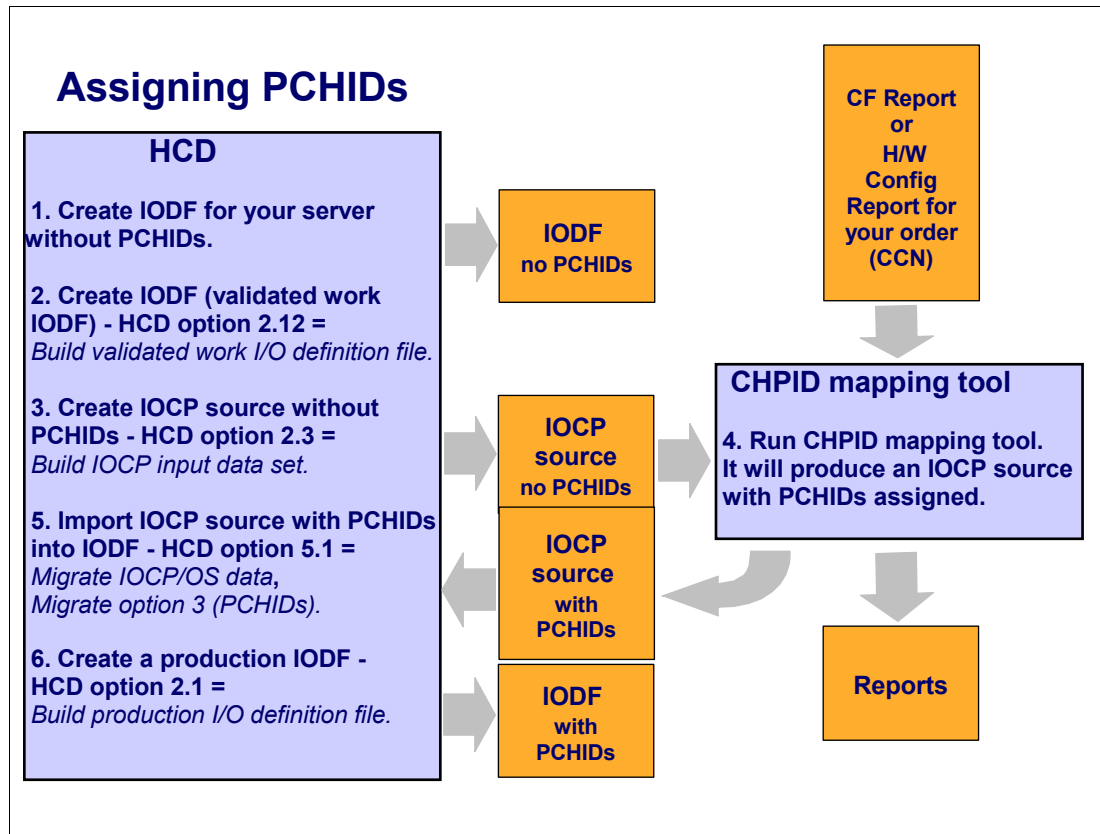 Assigning PCHIDs
HCD
1. Create IODF for your server
without PCHIDs.
2. Create IODF (validated work
IODF) - HCD option 2.12 =
Build validated work I/O definition file.
3. Create IOCP source without
PCHIDs - HCD option 2.3 =
Build IOCP input data set.
5. Import IOCP source with PCHIDs
into IODF - HCD option 5.1 =
Migrate IOCP/OS data,
Migrate option 3 (PCHIDs).
6. Create a production IODF -
HCD option 2.1 =
Build production I/O definition file.
IODF
no PCHIDs
IOCP
source
no PCHIDs
IOCP
source
with
PCHIDs
IODF
with
PCHIDs
CF Report
or
H/W
Config
Report for
your order
(CCN)
CHPID mapping tool
4. Run CHPID mapping tool.
It will produce an IOCP source
with PCHIDs assigned.
Reports